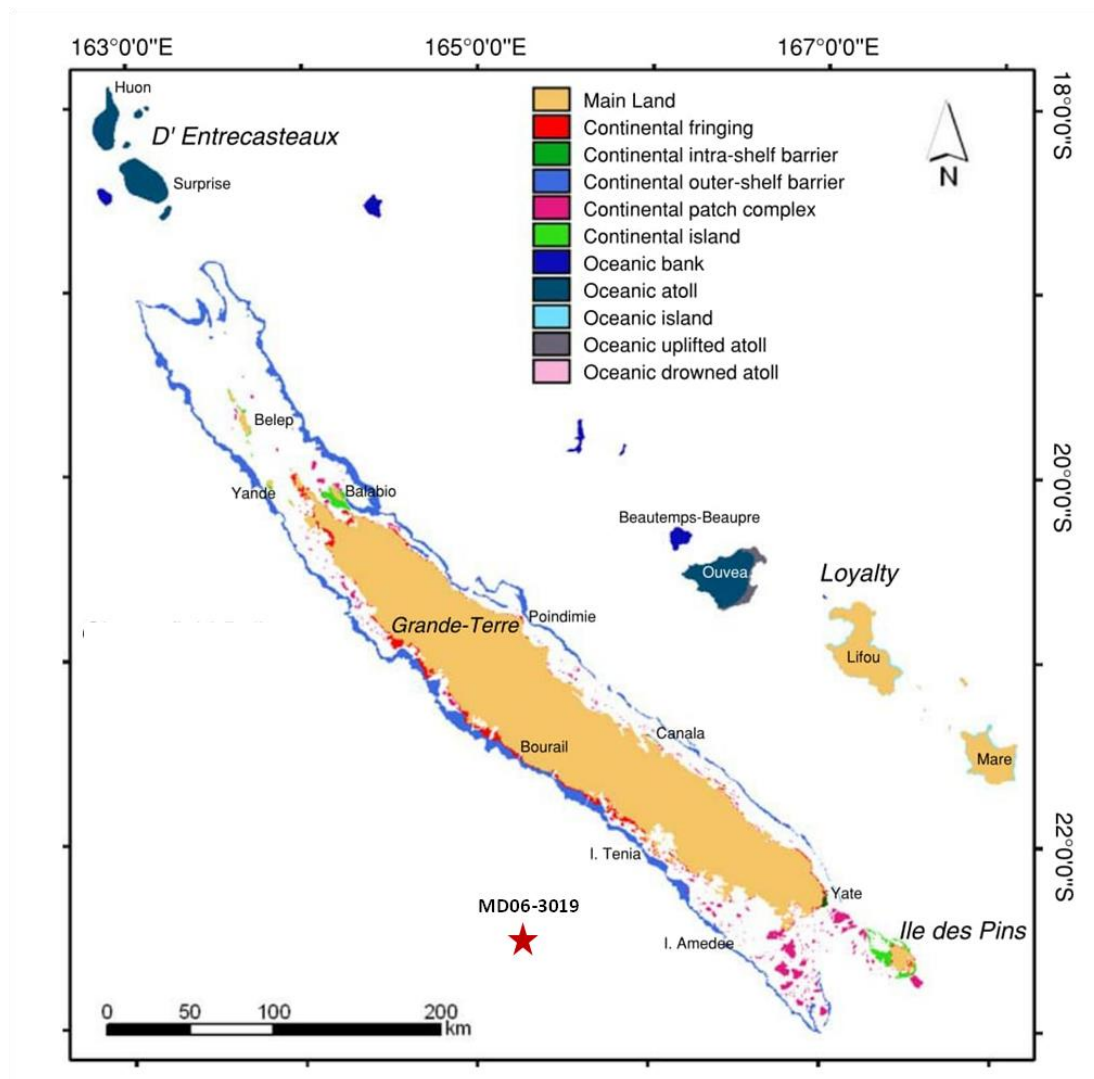 163°0'0"E 165°0'0"E 167°0'0"E
18°0'0"S
20°0'0"S
22°0'0"S
Huon
D' Entrecasteaux
Surprise
Main Land
Continental fringing
Continental intra-shelf barrier
Continental outer-shelf barrier
Continental patch complex
Continental island
Oceanic bank
Oceanic atoll
Oceanic island
Oceanic uplifted atoll
Oceanic drowned atoll
N
Belep
Yande
Balabio
Beautemps-Beaupre
Ouvea
Loyalty
Lifou
Mare
Poindimie
Grande-Terre
Canala
Bourail
I. Tenia
Yate
MD06-3019
I. Amedee
Ile des Pins
0 50 100 200
km